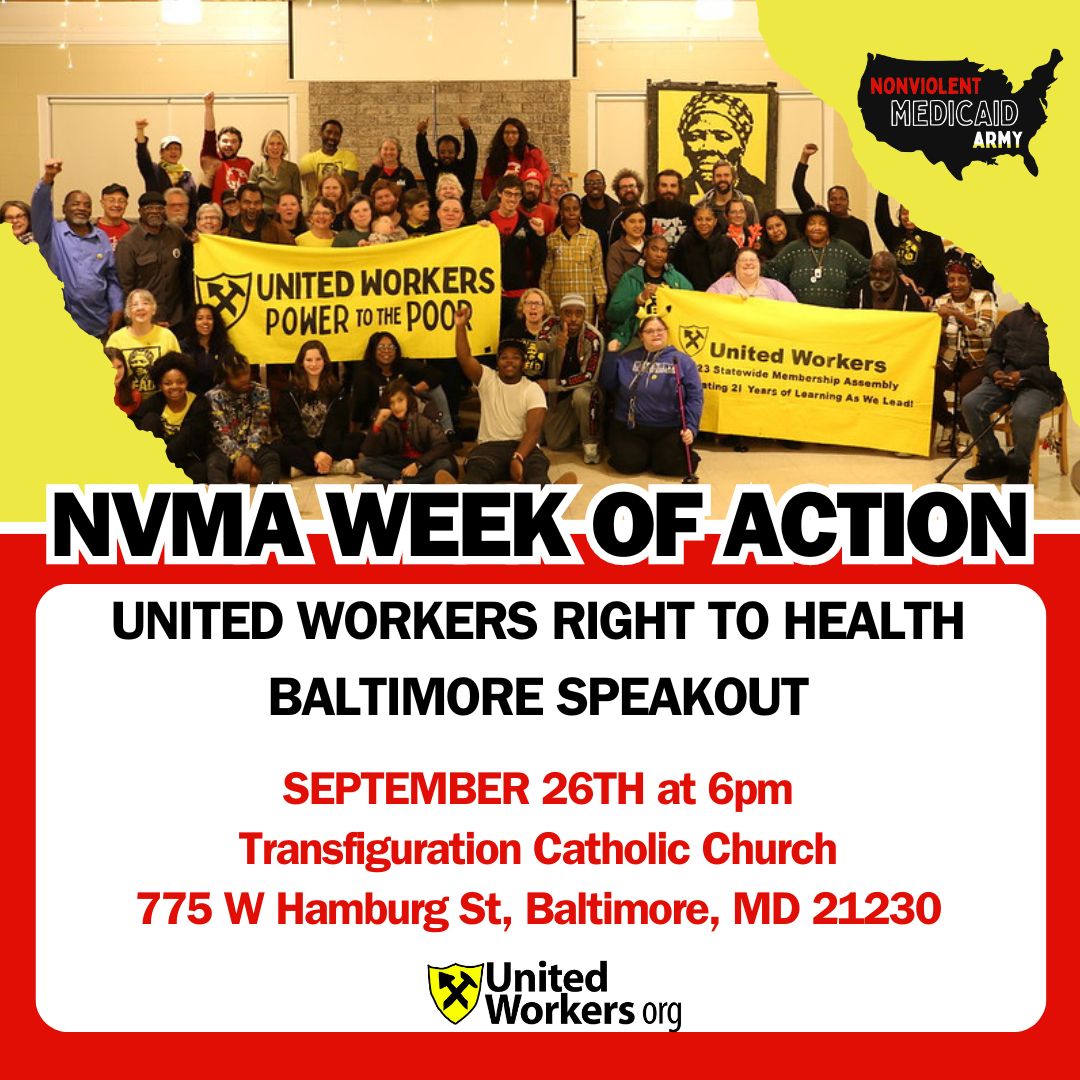 NONVIOLENT
MEDICAID
ARMY
UNITED WORKERS
POWER TO THE POOR
United Workers
23 Statewide Membership Assembly
ating 21 Years of Learning As We Lead!
NVMA WEEK OF ACTION
UNITED WORKERS RIGHT TO HEALTH
BALTIMORE SPEAKOUT
SEPTEMBER 26TH at 6pm
Transfiguration Catholic Church
775 W Hamburg St, Baltimore, MD 21230
United
Workers.org